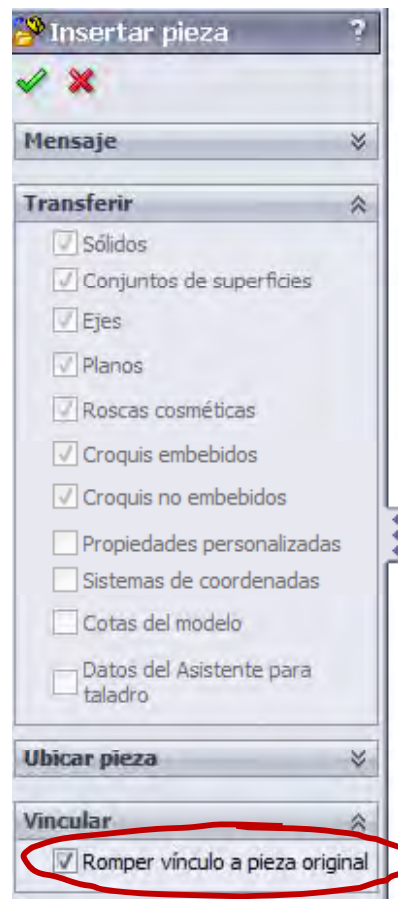 Insertar pieza ?
Mensaje
Transferir
Sólidos
Conjuntos de superficies
Ejes
Planos
Roscas cosméticas
Croquis embebidos
Croquis no embebidos
Propiedades personalizadas
Sistemas de coordenadas
Cotas del modelo
Datos del Asistente para
taladro
Ubicar pieza
Vincular
Romper vínculo a pieza original